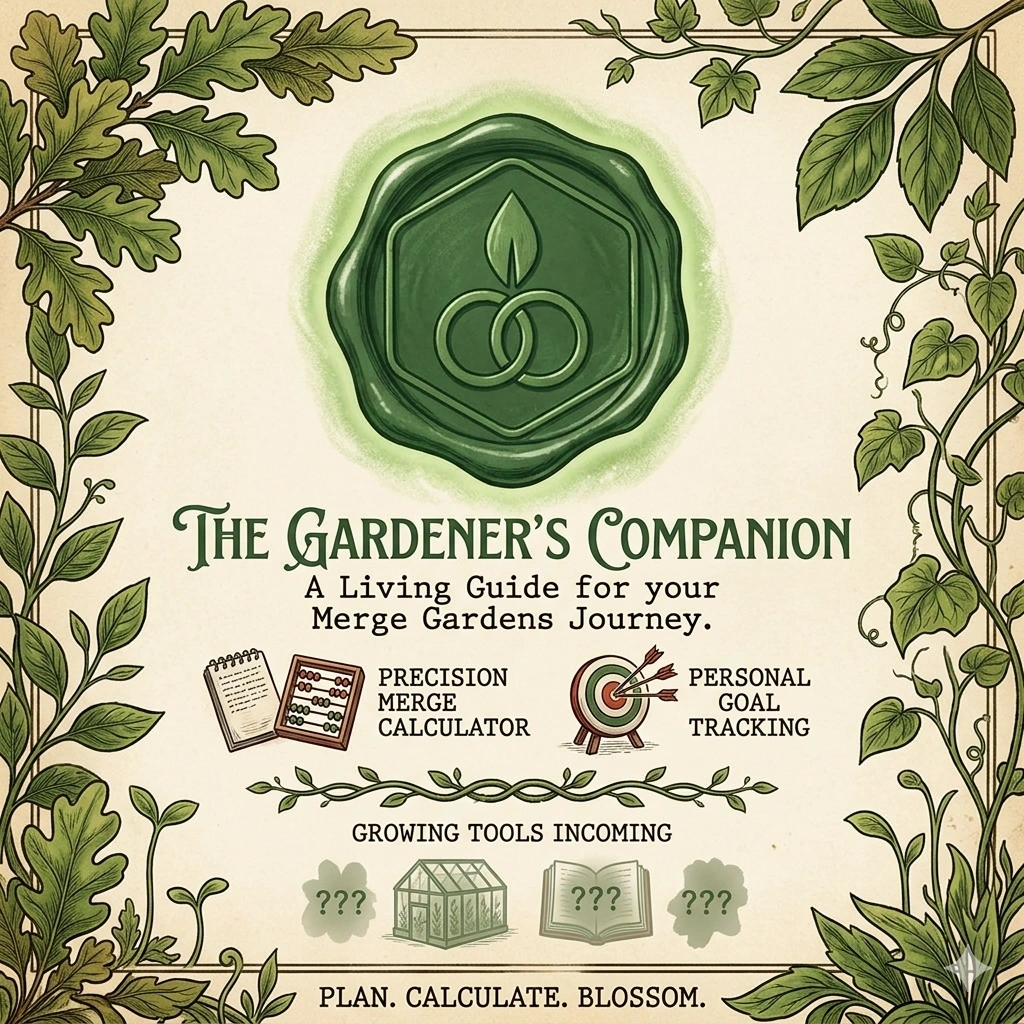 The Gardener's Companion
A Living Guide for your
Merge Gardens Journey.
PRECISION
MERGE
CALCULATOR
PERSONAL
GOAL
TRACKING
GROWING TOOLS INCOMING
???
???
???
PLAN. CALCULATE. BLOSSOM.